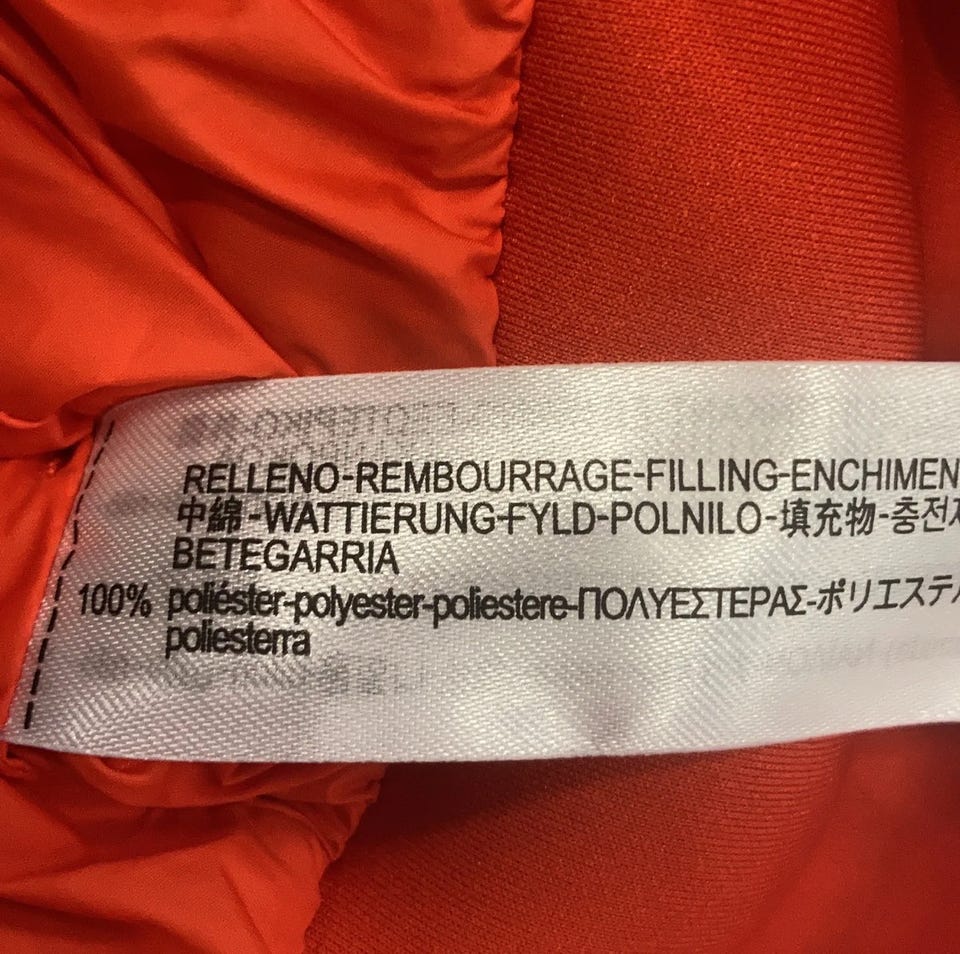 RELLENO-REMBOURRAGE-FILLING-ENCHIMEN
中綿-WATTIERUNG-FYLD-POLNILO-填充物-충전
BETEGARRIA
100% poliéster-polyester-poliestere-ΠΟΛΥΕΣΤΕΡΑΣ-ポリエステ
poliesterra